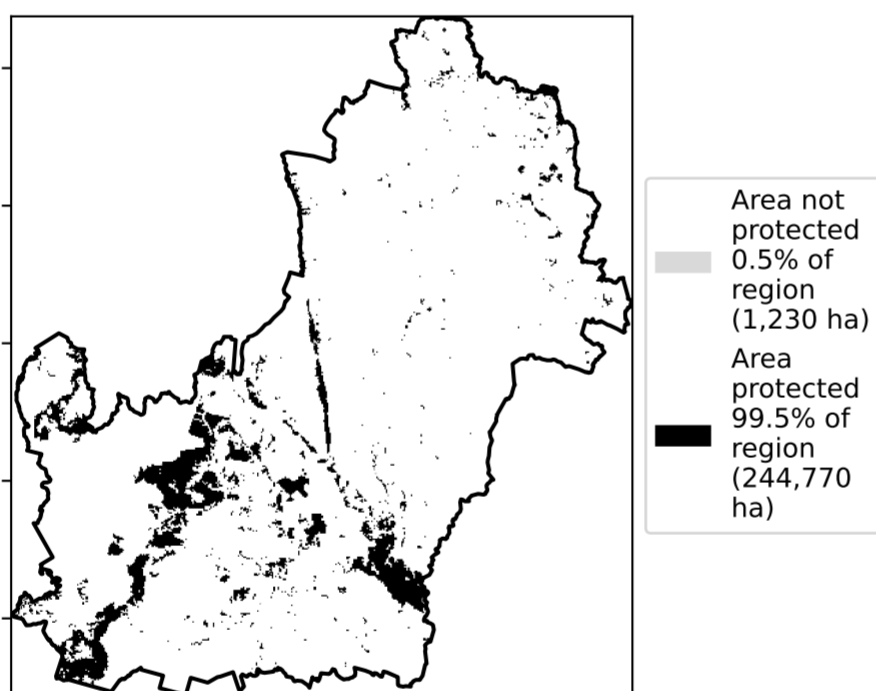 Area not
protected
0.5% of
region
(1,230 ha)
Area
protected
99.5% of
region
(244,770
ha)